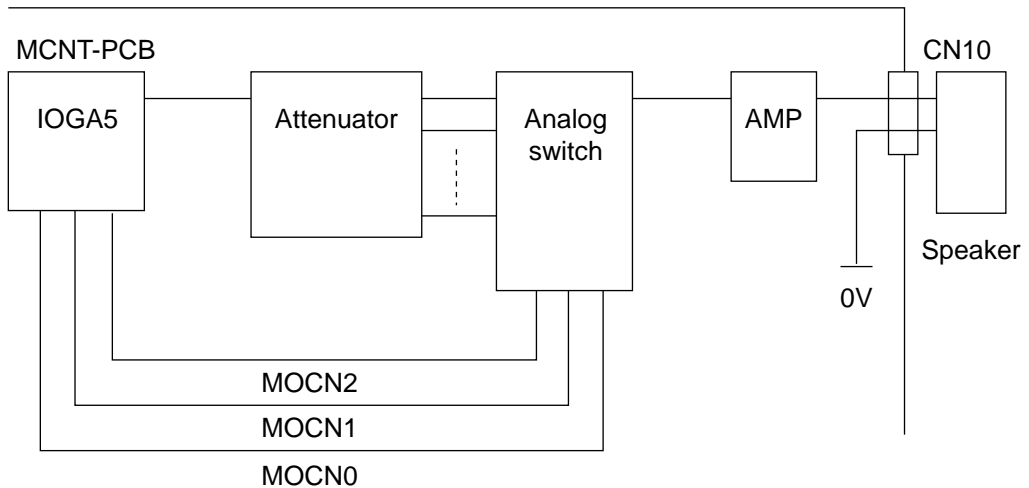 MCNT-PCB
CN10
IOGA5
Attenuator
Analog
switch
AMP
Speaker
0V
MOCN2
MOCN1
MOCN0